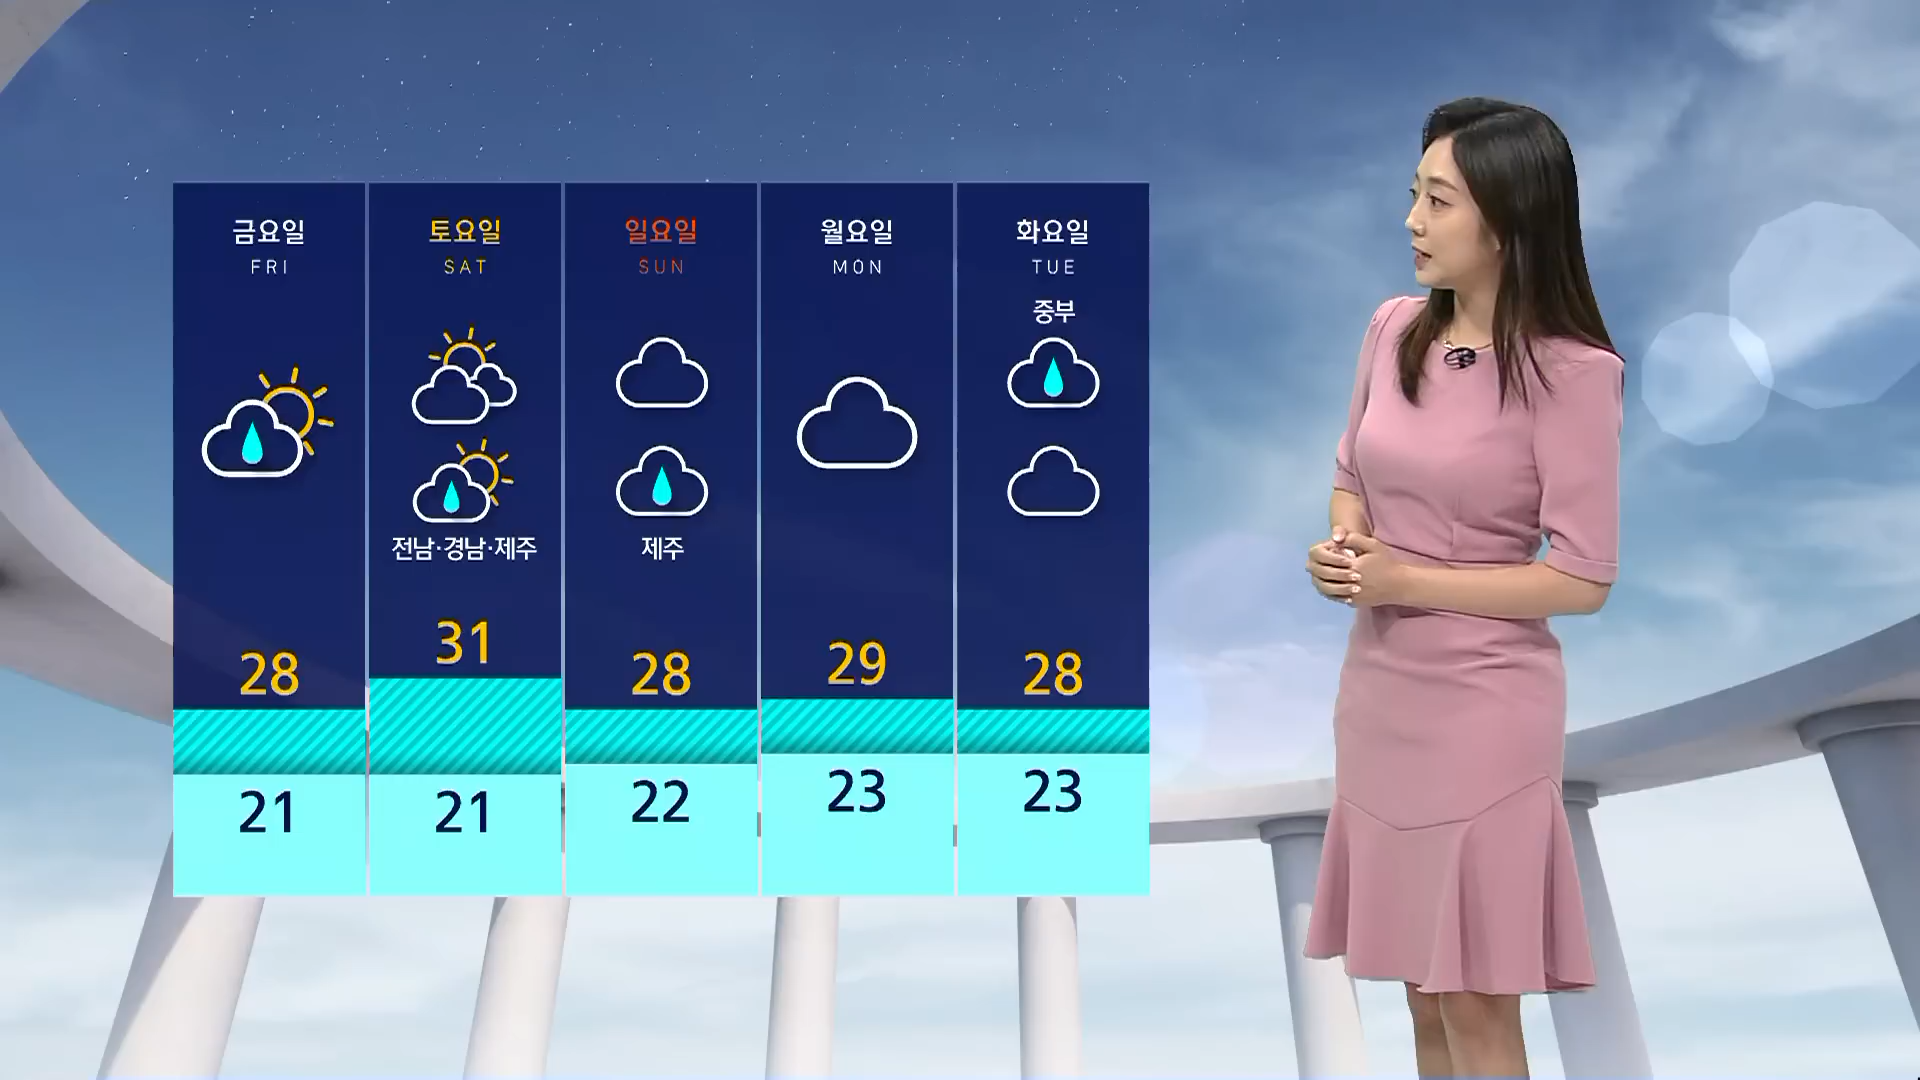 금요일
FRI
28
21
토요일
SAT
전남·경남·제주
31
21
일요일
SUN
제주
28
22
월요일
MON
29
23
화요일
TUE
중부
28
23